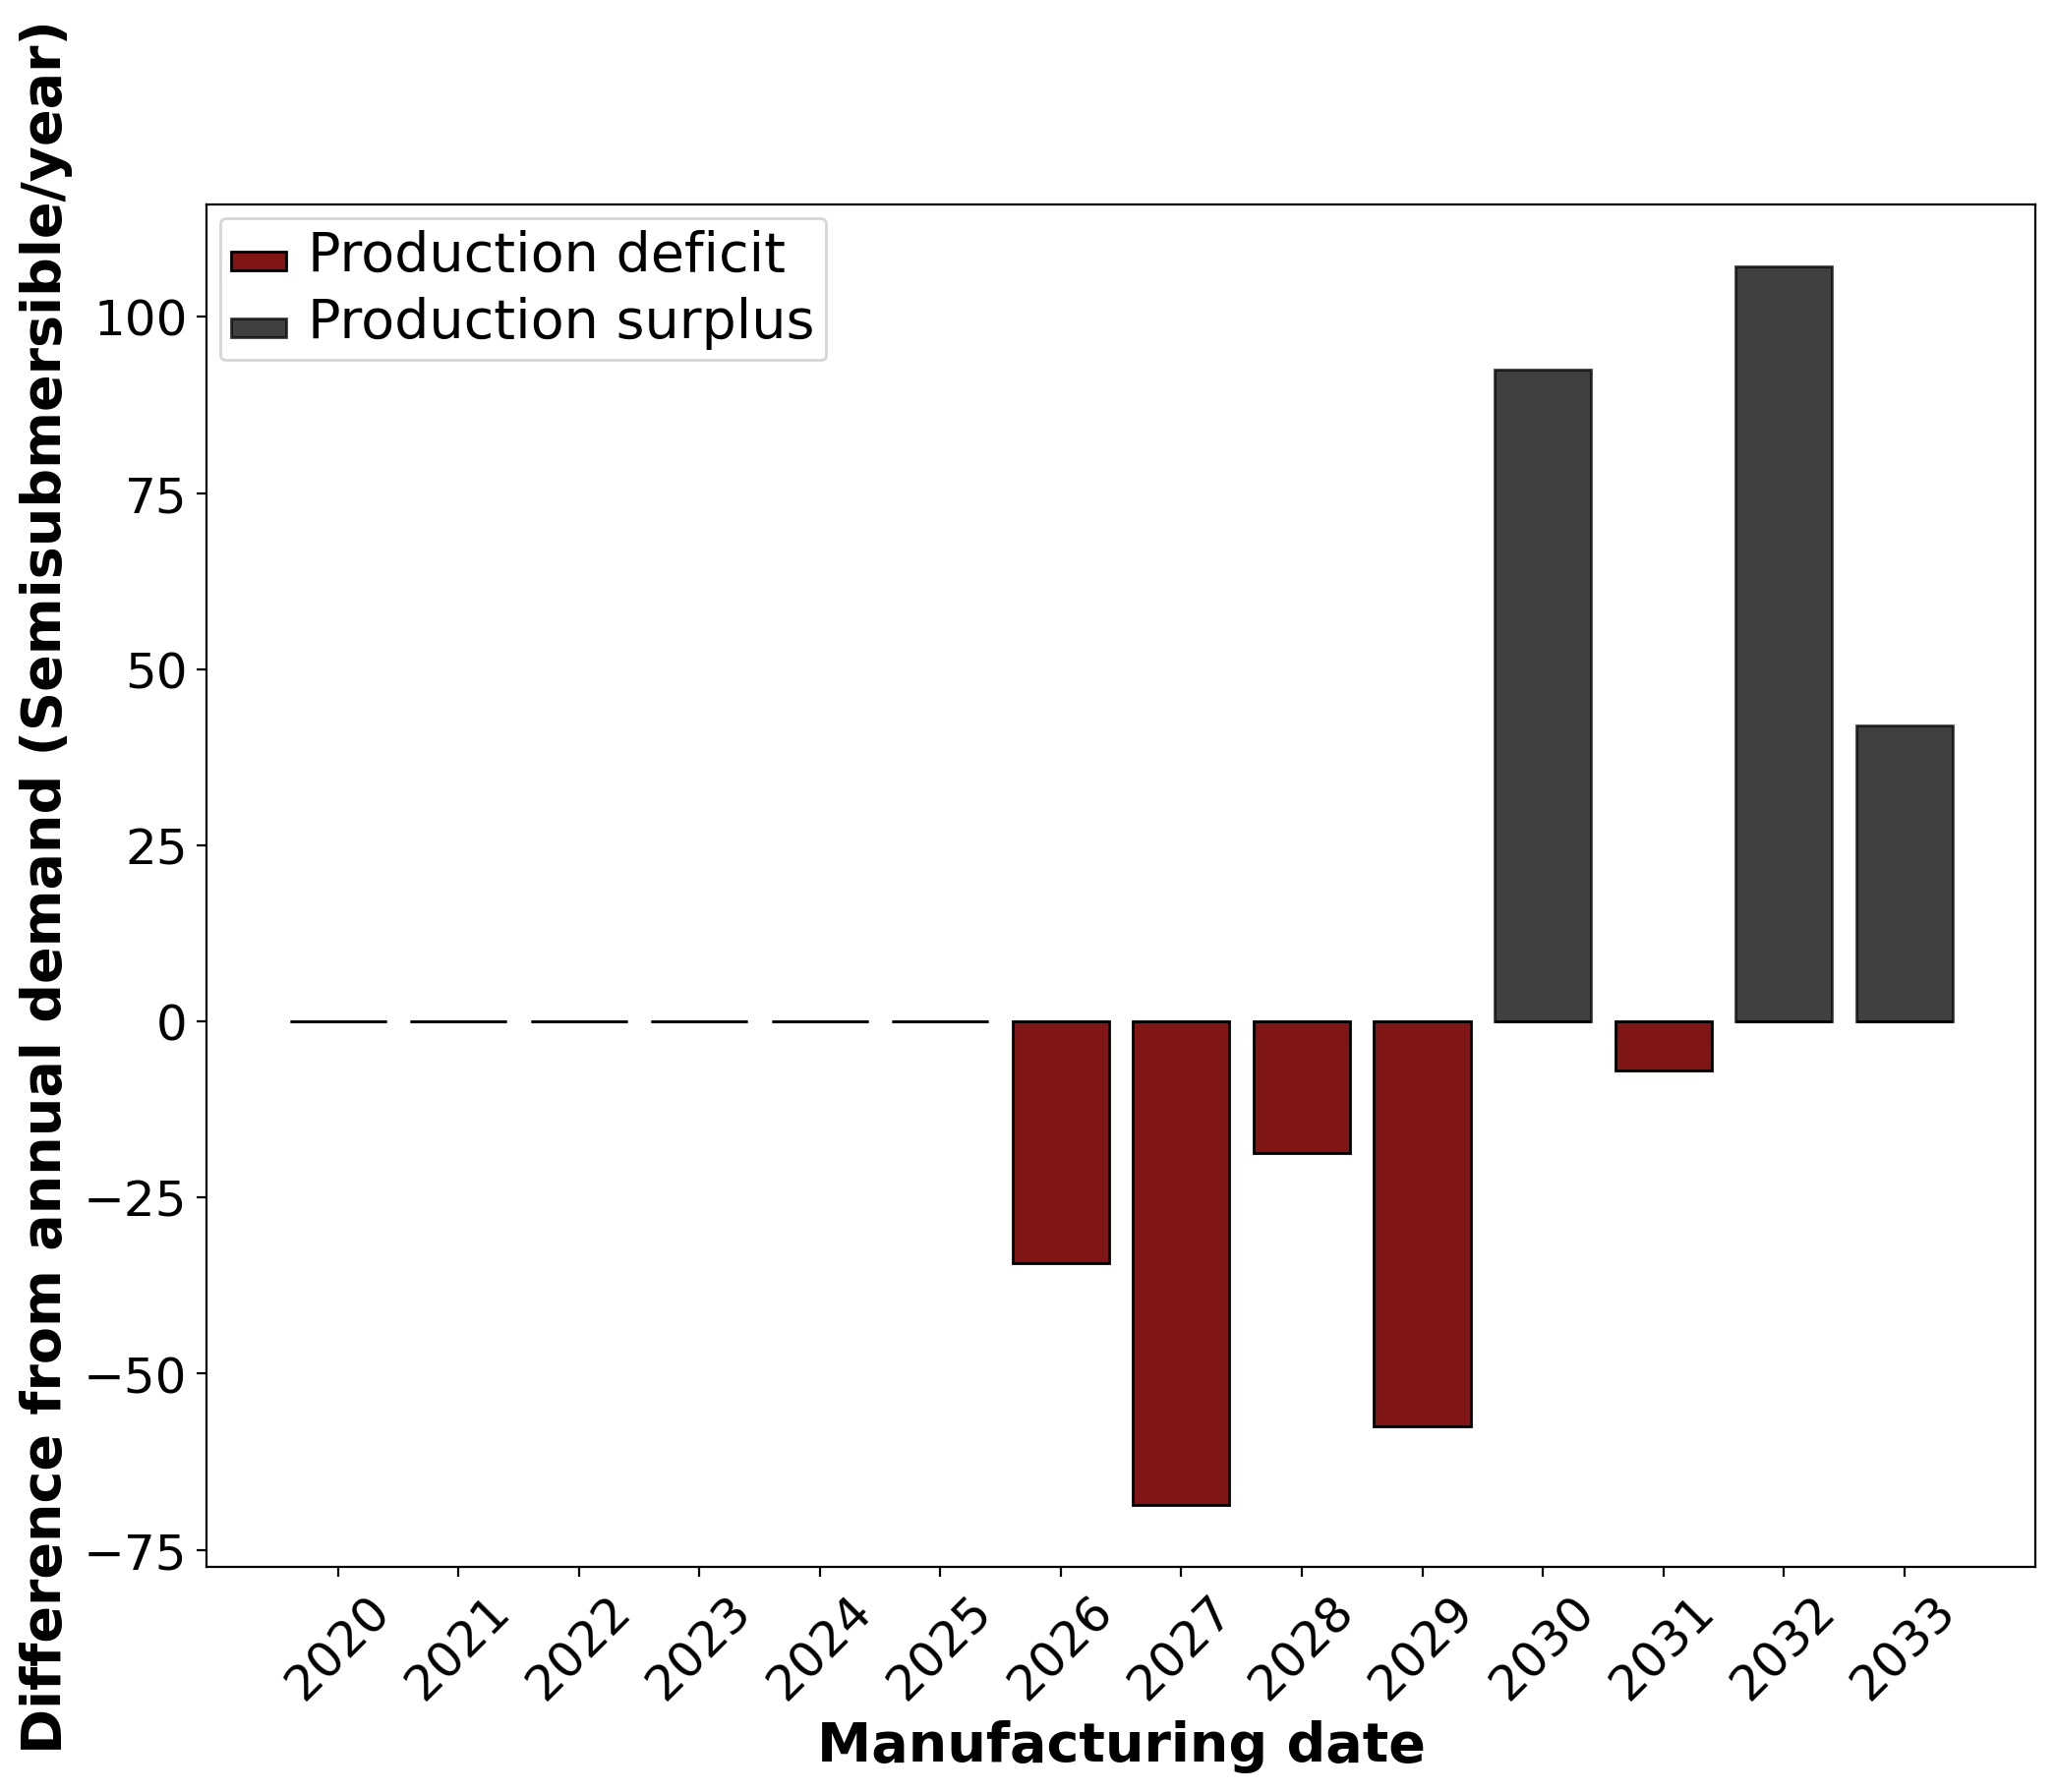 Difference from annual demand (Semisubmersible/year)
Production deficit
Production surplus
100
75
50
25
0
−25
−50
−75
2020 2021 2022 2023 2024 2025 2026 2027 2028 2029 2030 2031 2032 2033
Manufacturing date